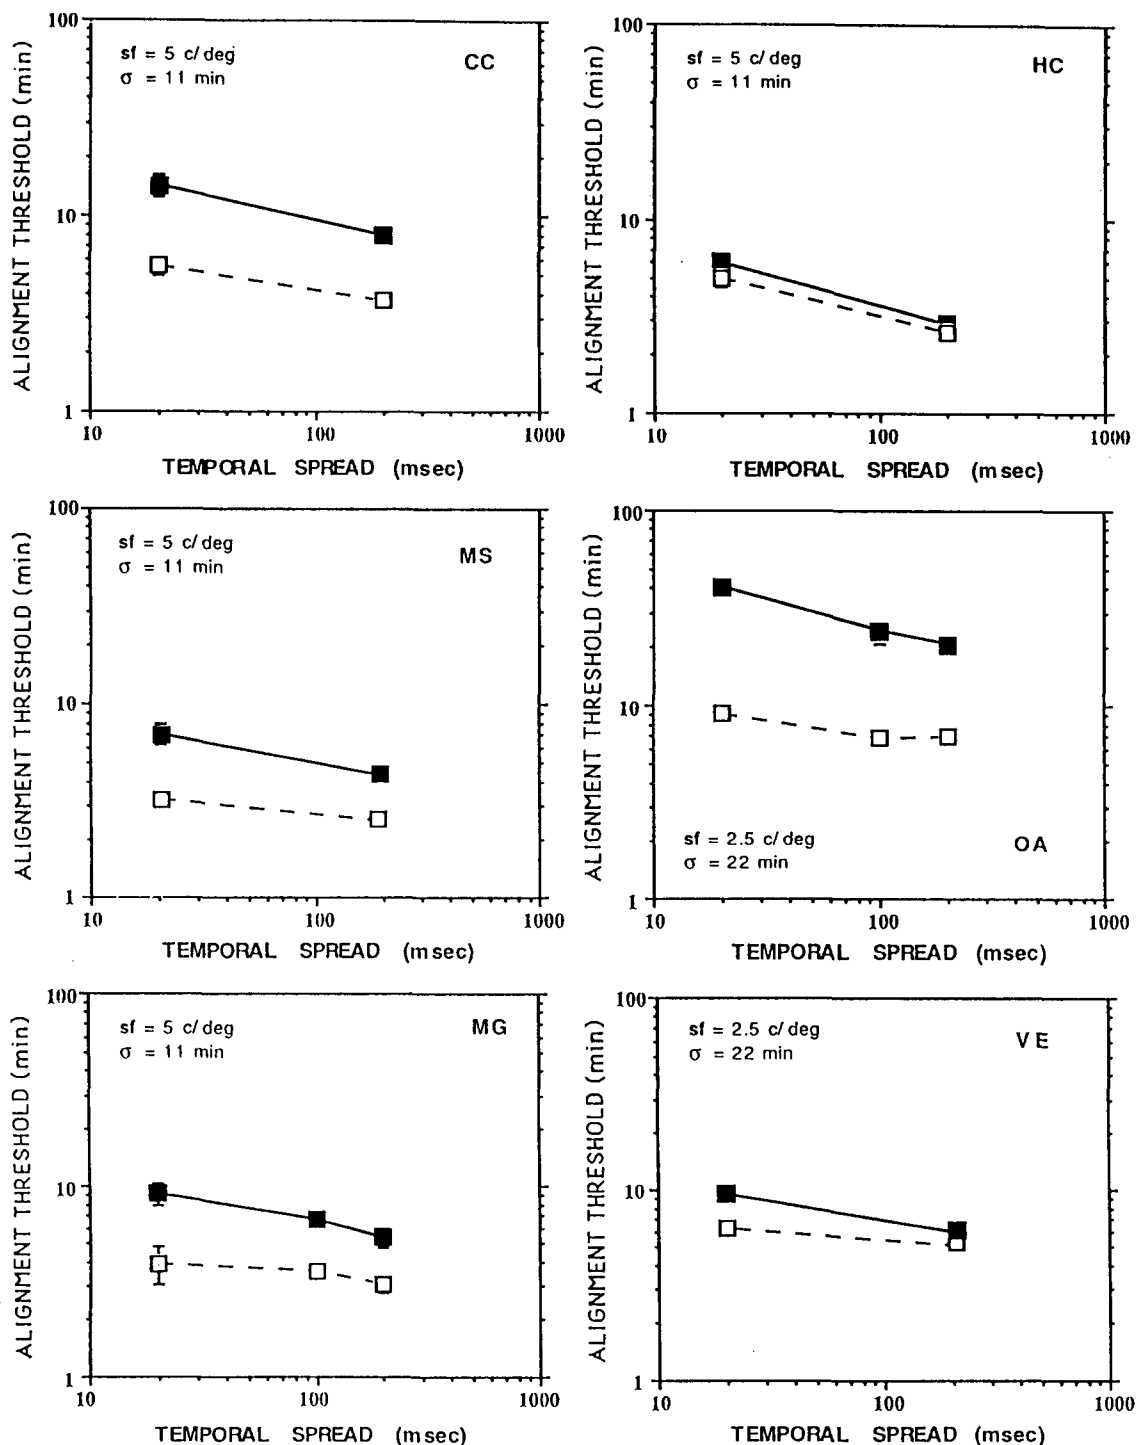 100
sf = 5 c/deg
σ = 11 min
CC
10
1
10 100 1000
ALIGNMENT THRESHOLD (min)
TEMPORAL SPREAD (msec)
100
sf = 5 c/deg
σ = 11 min
HC
10
1
10 100 1000
ALIGNMENT THRESHOLD (min)
TEMPORAL SPREAD (msec)
100
sf = 5 c/deg
σ = 11 min
MS
10
1
10 100 1000
ALIGNMENT THRESHOLD (min)
TEMPORAL SPREAD (msec)
100
10
sf = 2.5 c/deg
σ = 22 min
OA
1
10 100 1000
ALIGNMENT THRESHOLD (min)
TEMPORAL SPREAD (msec)
100
sf = 5 c/deg
σ = 11 min
MG
10
1
10 100 1000
ALIGNMENT THRESHOLD (min)
TEMPORAL SPREAD (msec)
100
sf = 2.5 c/deg
σ = 22 min
VE
10
1
10 100 1000
ALIGNMENT THRESHOLD (min)
TEMPORAL SPREAD (msec)